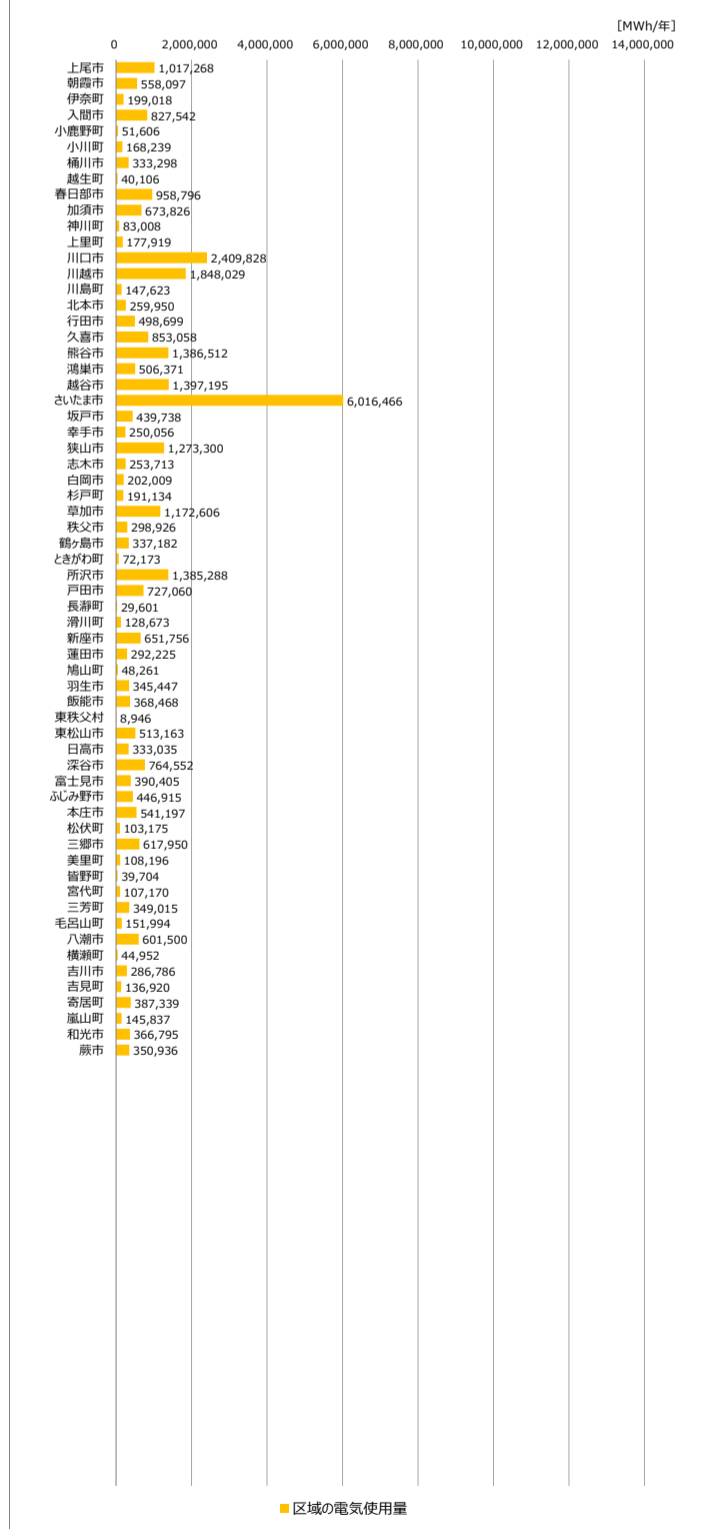 [MWh/年]
0 2,000,000 4,000,000 6,000,000 8,000,000 10,000,000 12,000,000 14,000,000
上尾市 1,017,268
朝霞市 558,097
伊奈町 199,018
入間市 827,542
小鹿野町 51,606
小川町 168,239
桶川市 333,298
越生町 40,106
春日部市 958,796
加須市 673,826
神川町 83,008
上里町 177,919
川口市 2,409,828
川越市 1,848,029
川島町 147,623
北本市 259,950
行田市 498,699
久喜市 853,058
熊谷市 1,386,512
鴻巣市 506,371
越谷市 1,397,195
さいたま市 6,016,466
坂戸市 439,738
幸手市 250,056
狭山市 1,273,300
志木市 253,713
白岡市 202,009
杉戸町 191,134
草加市 1,172,606
秩父市 298,926
鶴ヶ島市 337,182
ときがわ町 72,173
所沢市 1,385,288
戸田市 727,060
長瀞町 29,601
滑川町 128,673
新座市 651,756
蓮田市 292,225
鳩山町 48,261
羽生市 345,447
飯能市 368,468
東秩父村 8,946
東松山市 513,163
日高市 333,035
深谷市 764,552
富士見市 390,405
ふじみ野市 446,915
本庄市 541,197
松伏町 103,175
三郷市 617,950
美里町 108,196
皆野町 39,704
宮代町 107,170
三芳町 349,015
毛呂山町 151,994
八潮市 601,500
横瀬町 44,952
吉川市 286,786
吉見町 136,920
寄居町 387,339
嵐山町 145,837
和光市 366,795
蕨市 350,936
区域の電気使用量